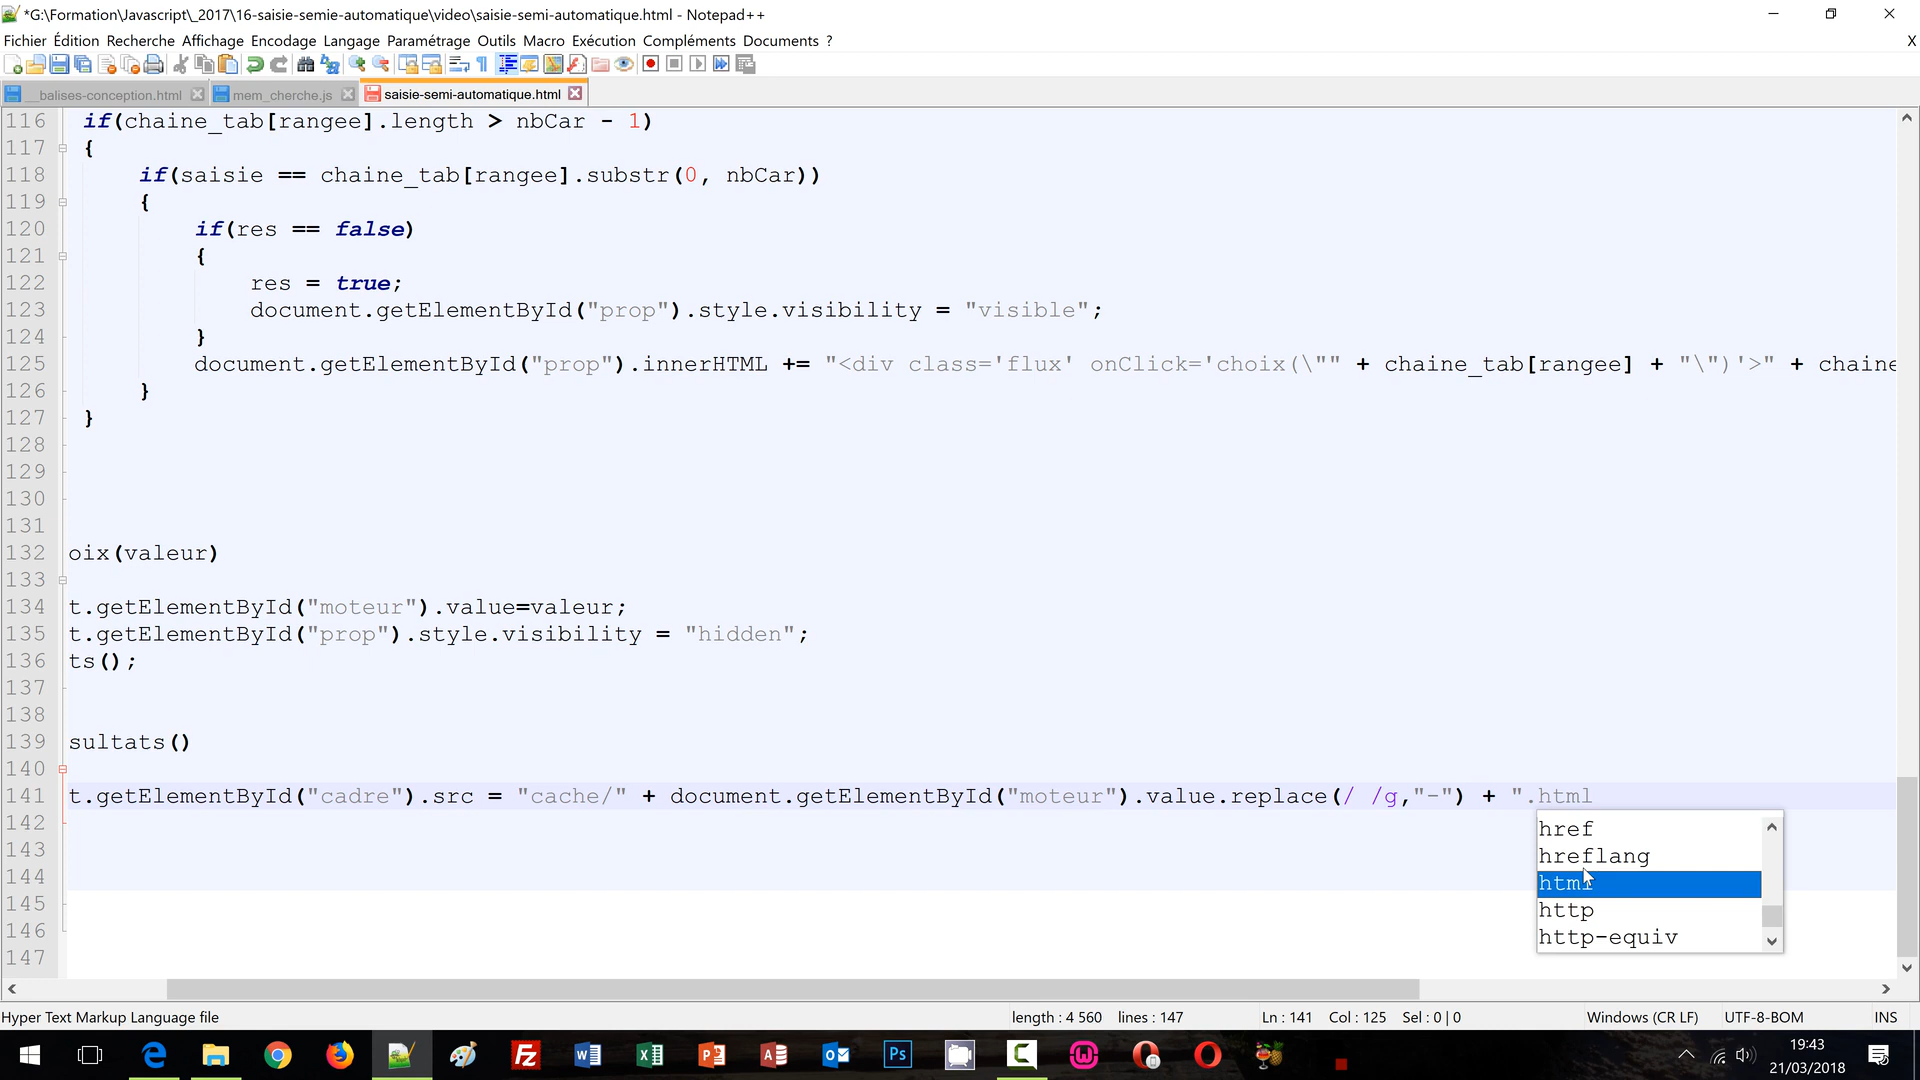 *G:\Formation\Javascript\_2017\16-saisie-semie-automatique\video\saisie-semi-automatique.html - Notepad++
Fichier Édition Recherche Affichage Encodage Langage Paramétrage Outils Macro Exécution Compléments Documents ?
X
__balises-conception.html mem_cherche.js saisie-semi-automatique.html
116 if(chaine_tab[rangee].length > nbCar - 1)
117 {
118 if(saisie == chaine_tab[rangee].substr(0, nbCar))
119 {
120 if(res == false)
121 {
122 res = true;
123 document.getElementById("prop").style.visibility = "visible";
124 }
125 document.getElementById("prop").innerHTML += "<div class='flux' onClick='choix(\"" + chaine_tab[rangee] + "\")'>" + chaine
126 }
127 }
128
129
130
131
132 oix(valeur)
133
134 t.getElementById("moteur").value=valeur;
135 t.getElementById("prop").style.visibility = "hidden";
136 ts();
137
138
139 sultats()
140
141 t.getElementById("cadre").src = "cache/" + document.getElementById("moteur").value.replace(/ /g,"-") + ".html
142
143
144
145
146
147
href
hreflang
html
http
http-equiv
Hyper Text Markup Language file length : 4 560 lines : 147 Ln : 141 Col : 125 Sel : 0 | 0 Windows (CR LF) UTF-8-BOM INS
19:43
21/03/2018